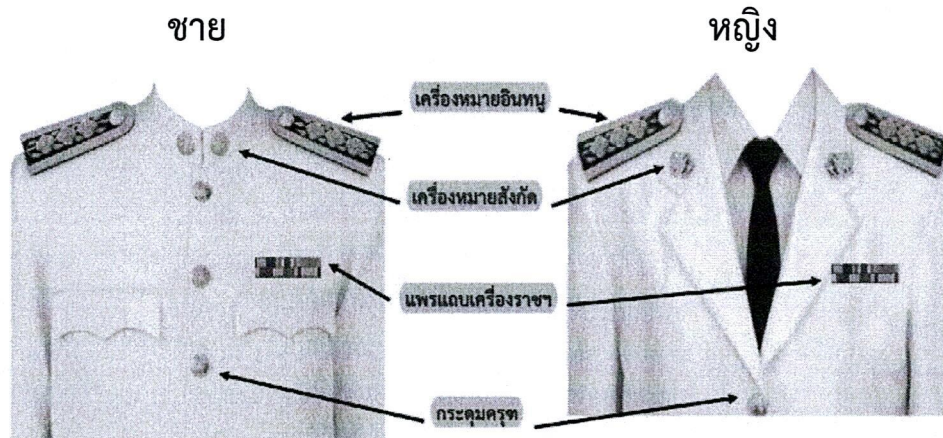 ชาย
หญิง
เครื่องหมายอินทนู
เครื่องหมายสังกัด
แพรแถบเครื่องราชฯ
กระดุมครุฑ